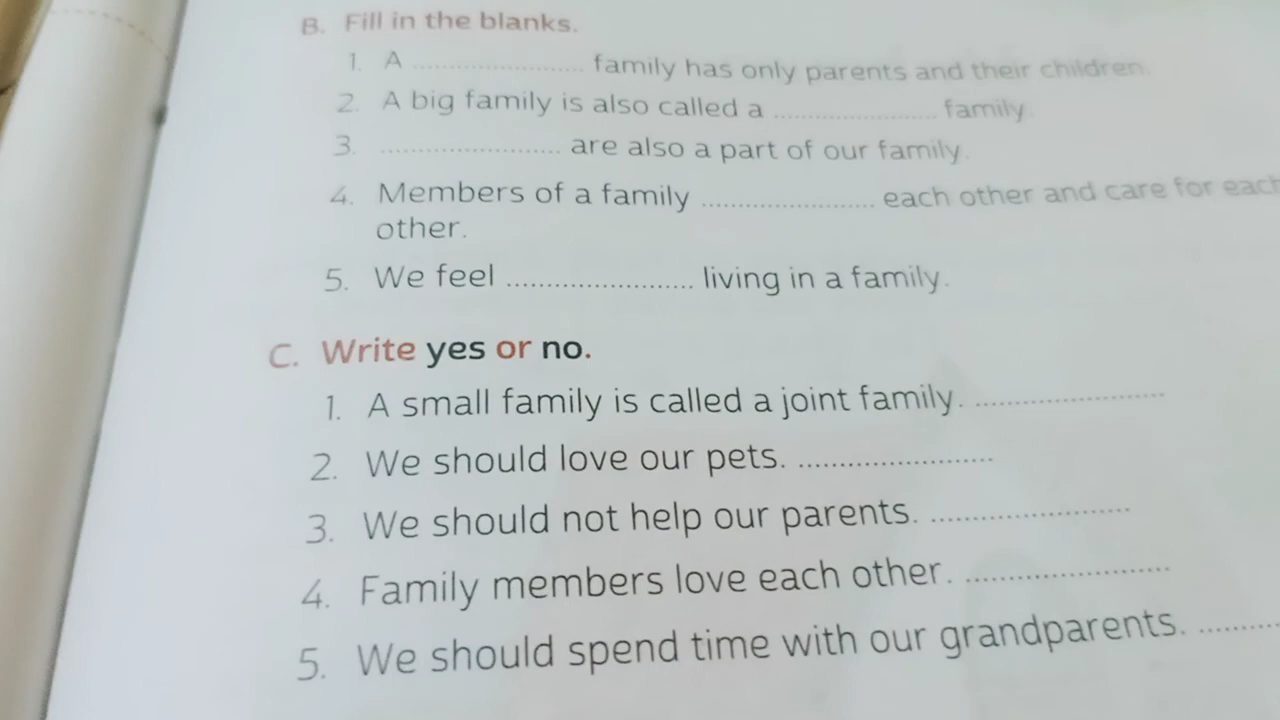 B. Fill in the blanks.
1. A ........................ family has only parents and their children.
2. A big family is also called a ........................ family.
3. ........................ are also a part of our family.
4. Members of a family ........................ each other and care for each
other.
5. We feel ........................ living in a family.
C. Write yes or no.
1. A small family is called a joint family. ........................
2. We should love our pets. ........................
3. We should not help our parents. ........................
4. Family members love each other. ........................
5. We should spend time with our grandparents. ..........